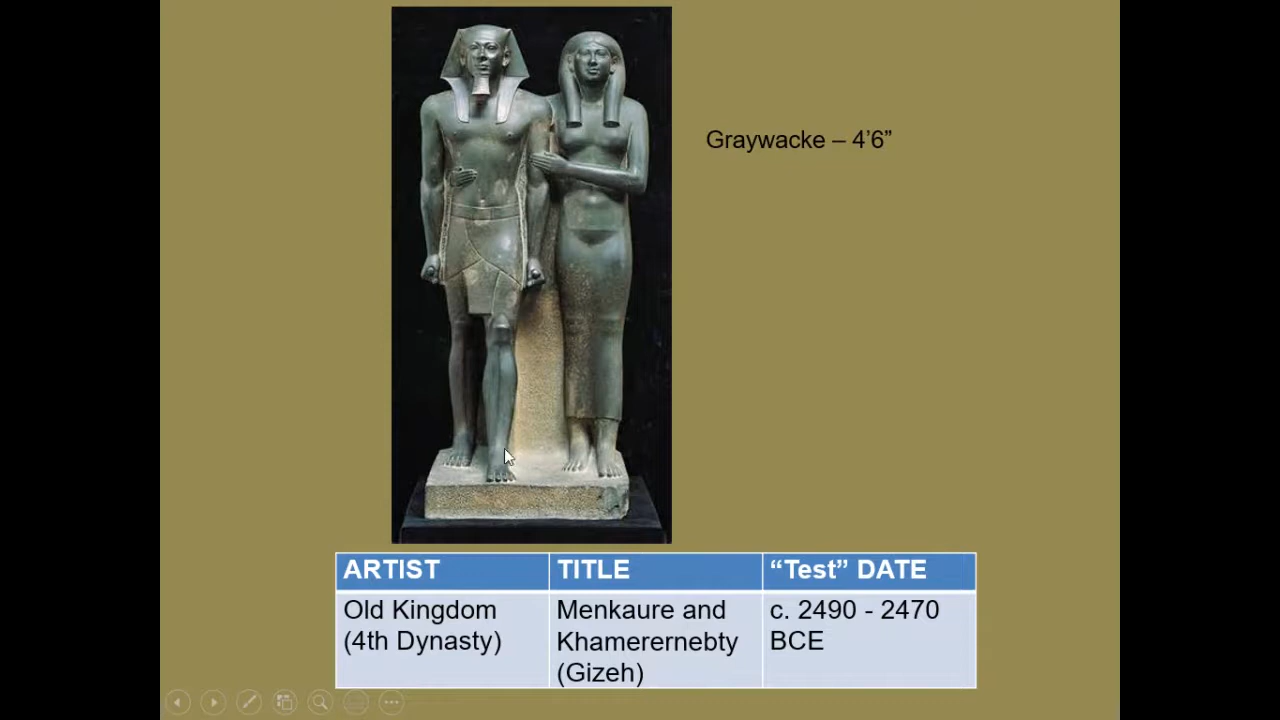 Graywacke – 4’6”
ARTIST
TITLE
“Test” DATE
Old Kingdom
(4th Dynasty)
Menkaure and
Khamerernebty
(Gizeh)
c. 2490 - 2470
BCE